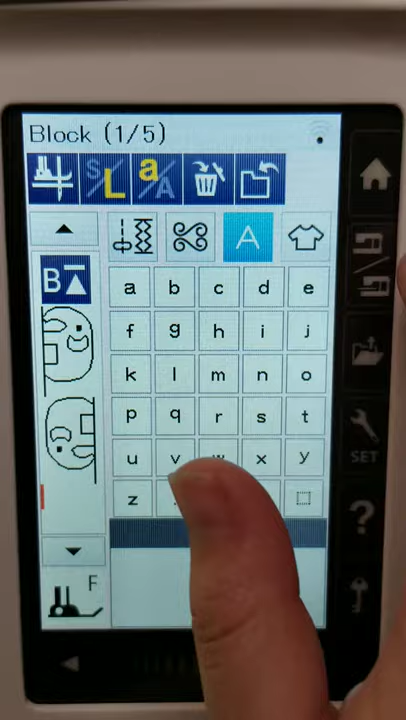 Block (1/5)
S/L a/A
A
B
a b c d e
f g h i j
k l m n o
p q r s t
u v w x y
z
SET
?
F